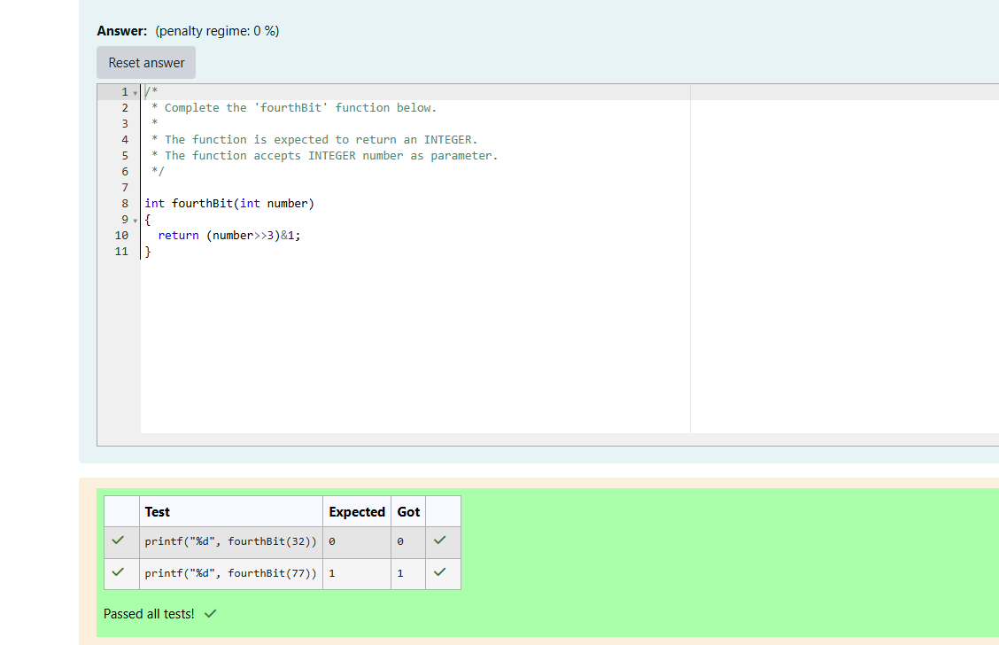 Answer: (penalty regime: 0 %)
Reset answer
1 /*
2 * Complete the 'fourthBit' function below.
3 *
4 * The function is expected to return an INTEGER.
5 * The function accepts INTEGER number as parameter.
6 */
7
8 int fourthBit(int number)
9 {
10 return (number>>3)&1;
11 }
Test Expected Got
printf("%d", fourthBit(32)) 0 0
printf("%d", fourthBit(77)) 1 1
Passed all tests!